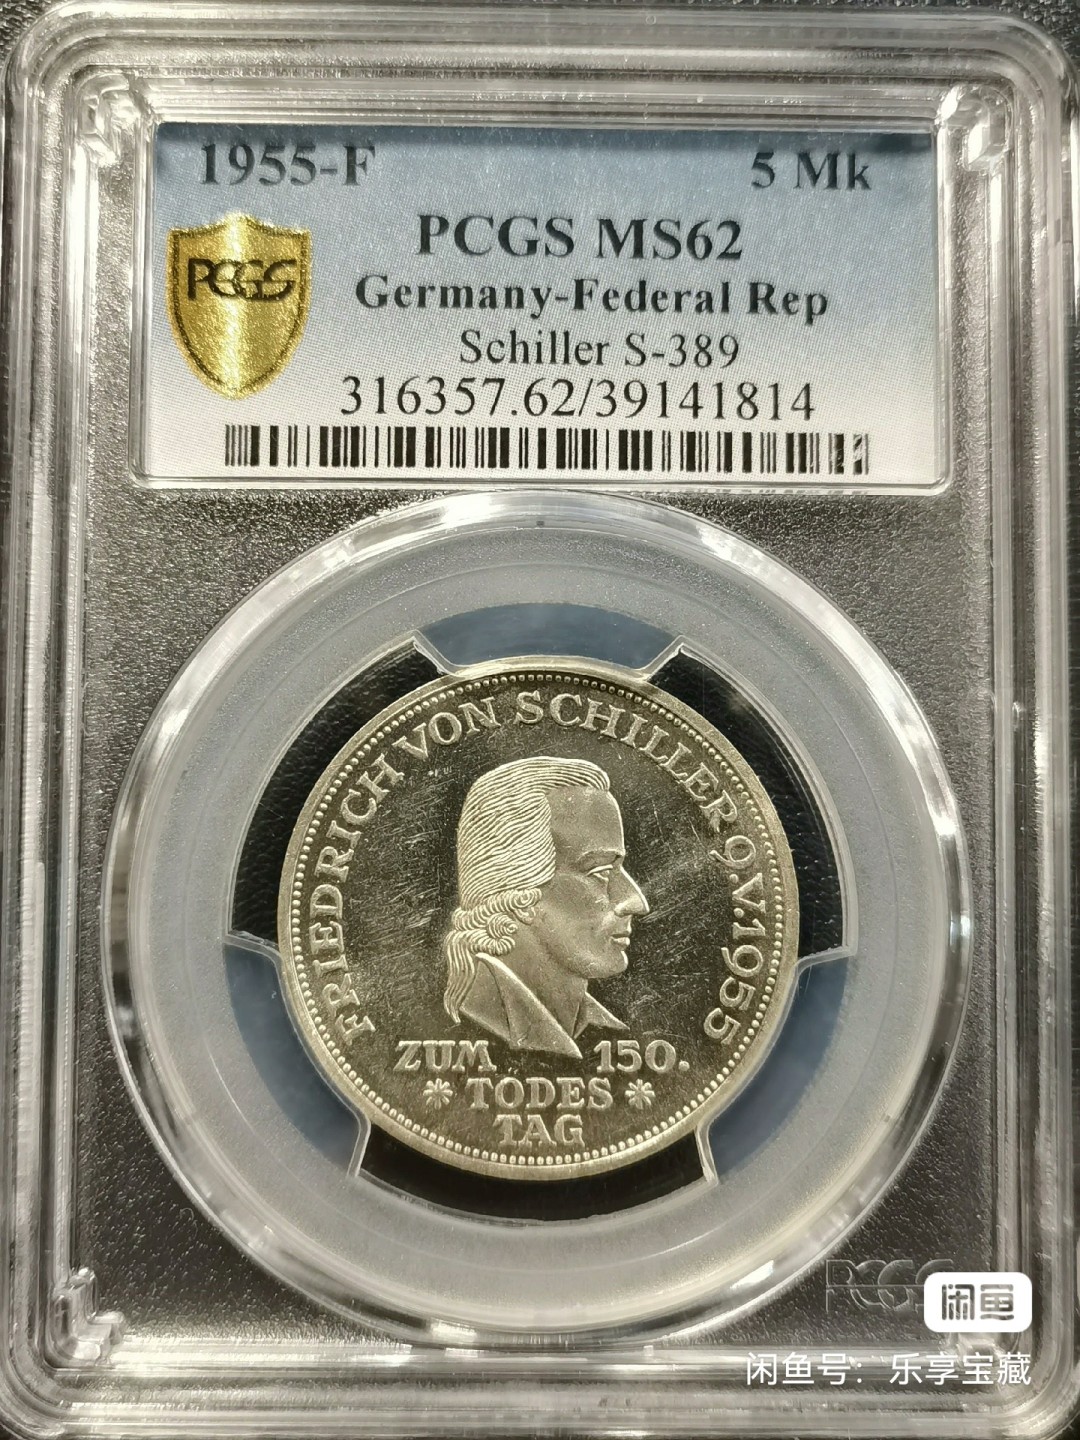 1955-F
5 Mk
PCGS MS62
PCGS
Germany-Federal Rep
Schiller S-389
316357.62/39141814
FRIEDRICH VON SCHILLER 9.V.1955
ZUM 150.
* TODES *
TAG
PCGS
闲鱼
闲鱼号：乐享宝藏